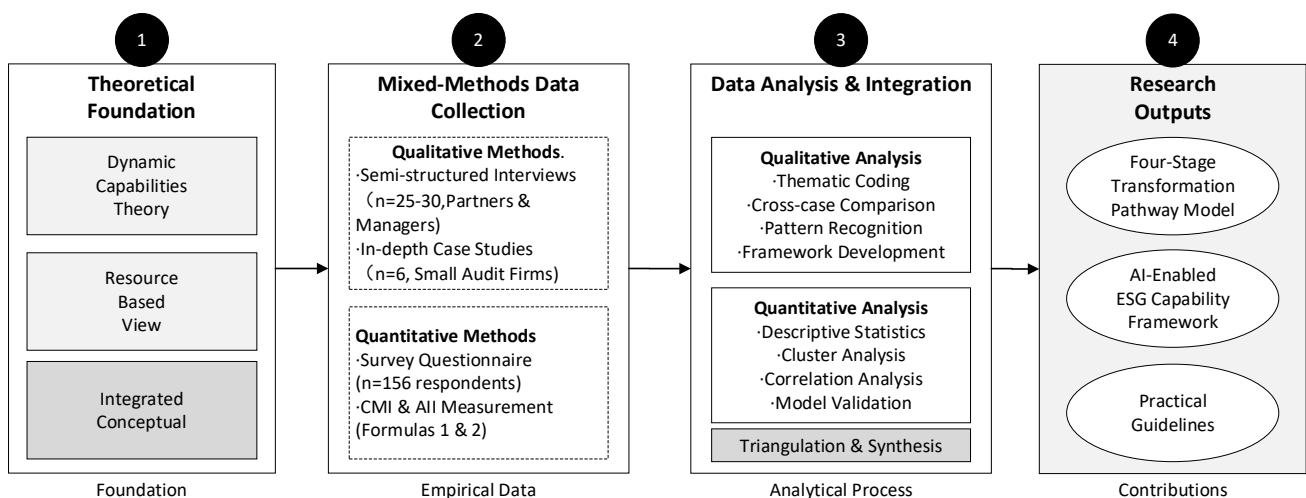 1
Theoretical
Foundation
Dynamic
Capabilities
Theory
Resource
Based
View
Integrated
Conceptual
Foundation
2
Mixed-Methods Data
Collection
Qualitative Methods.
·Semi-structured Interviews
（n=25-30,Partners &
Managers)
·In-depth Case Studies
（n=6, Small Audit Firms)
Quantitative Methods
·Survey Questionnaire
(n=156 respondents)
·CMI & AII Measurement
(Formulas 1 & 2)
Empirical Data
3
Data Analysis & Integration
Qualitative Analysis
·Thematic Coding
·Cross-case Comparison
·Pattern Recognition
·Framework Development
Quantitative Analysis
·Descriptive Statistics
·Cluster Analysis
·Correlation Analysis
·Model Validation
Triangulation & Synthesis
Analytical Process
4
Research
Outputs
Four-Stage
Transformation
Pathway Model
AI-Enabled
ESG Capability
Framework
Practical
Guidelines
Contributions